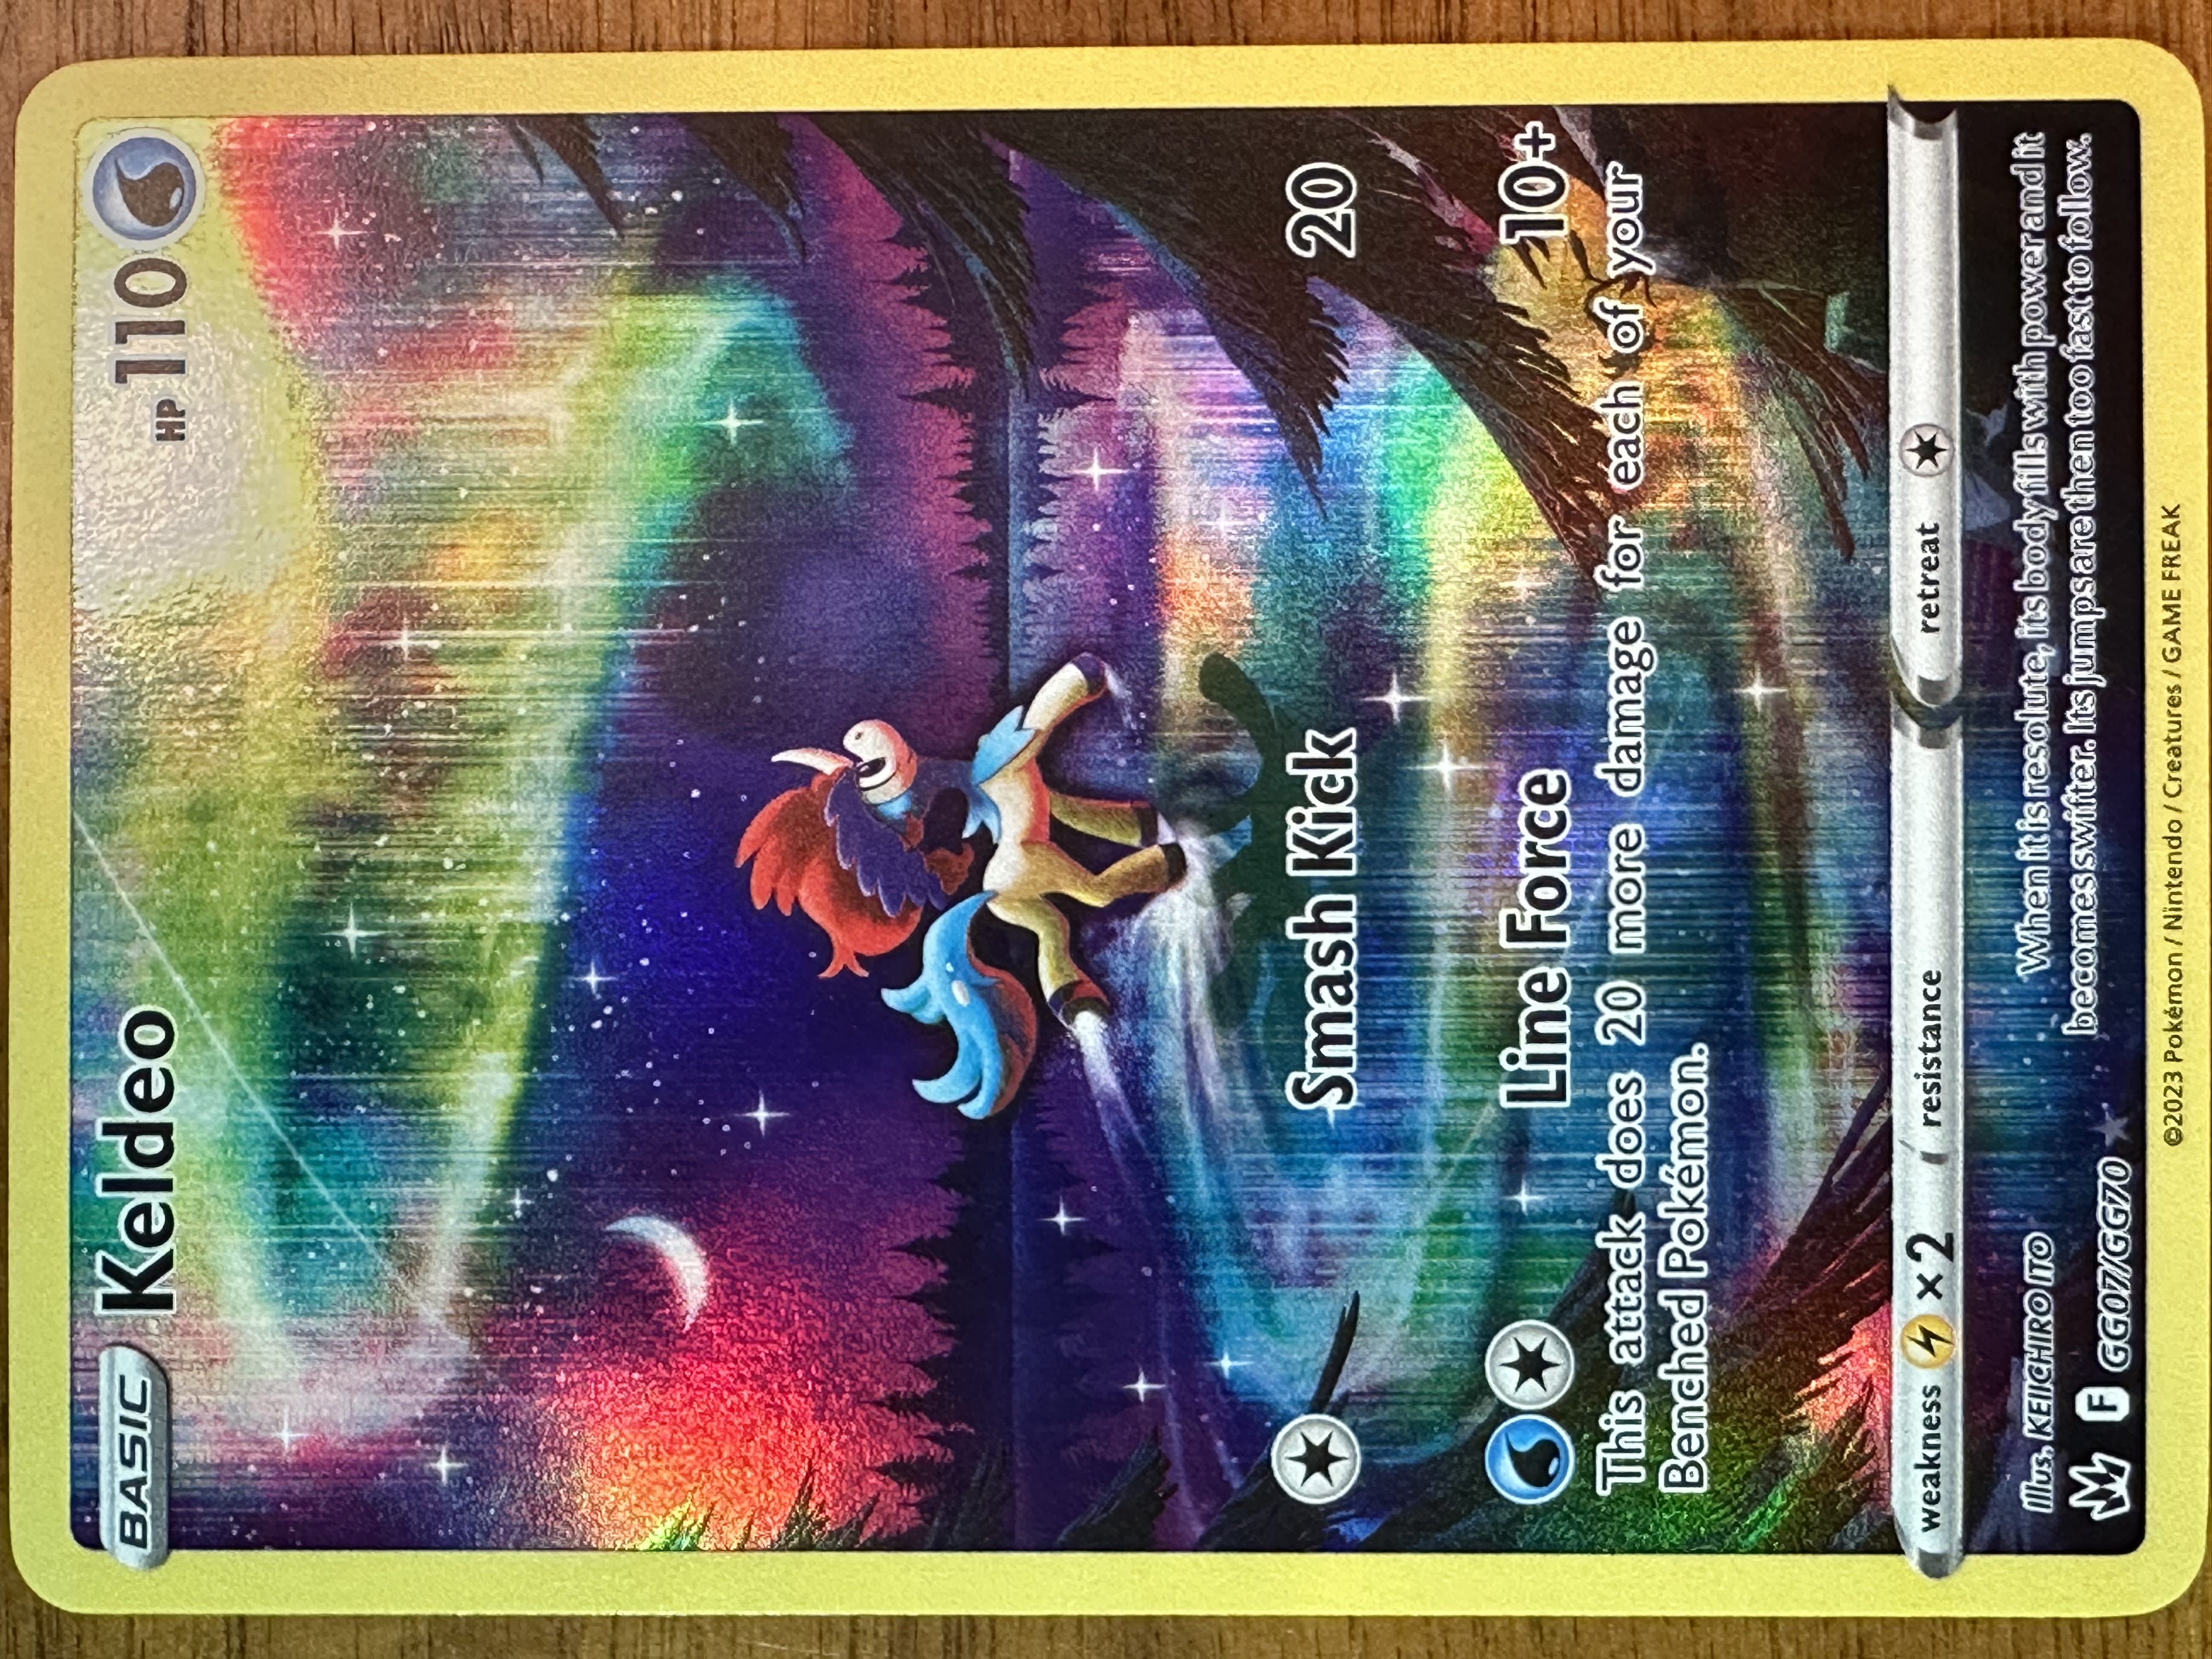 BASIC Keldeo HP 110
Smash Kick 20
Line Force 10+
This attack does 20 more damage for each of your
Benched Pokémon.
weakness ×2 resistance retreat
Illus. KEIICHIRO ITO
When it is resolute, its body fills with power and it
becomes swifter. Its jumps are then too fast to follow.
F GG07/GG70
©2023 Pokémon / Nintendo / Creatures / GAME FREAK